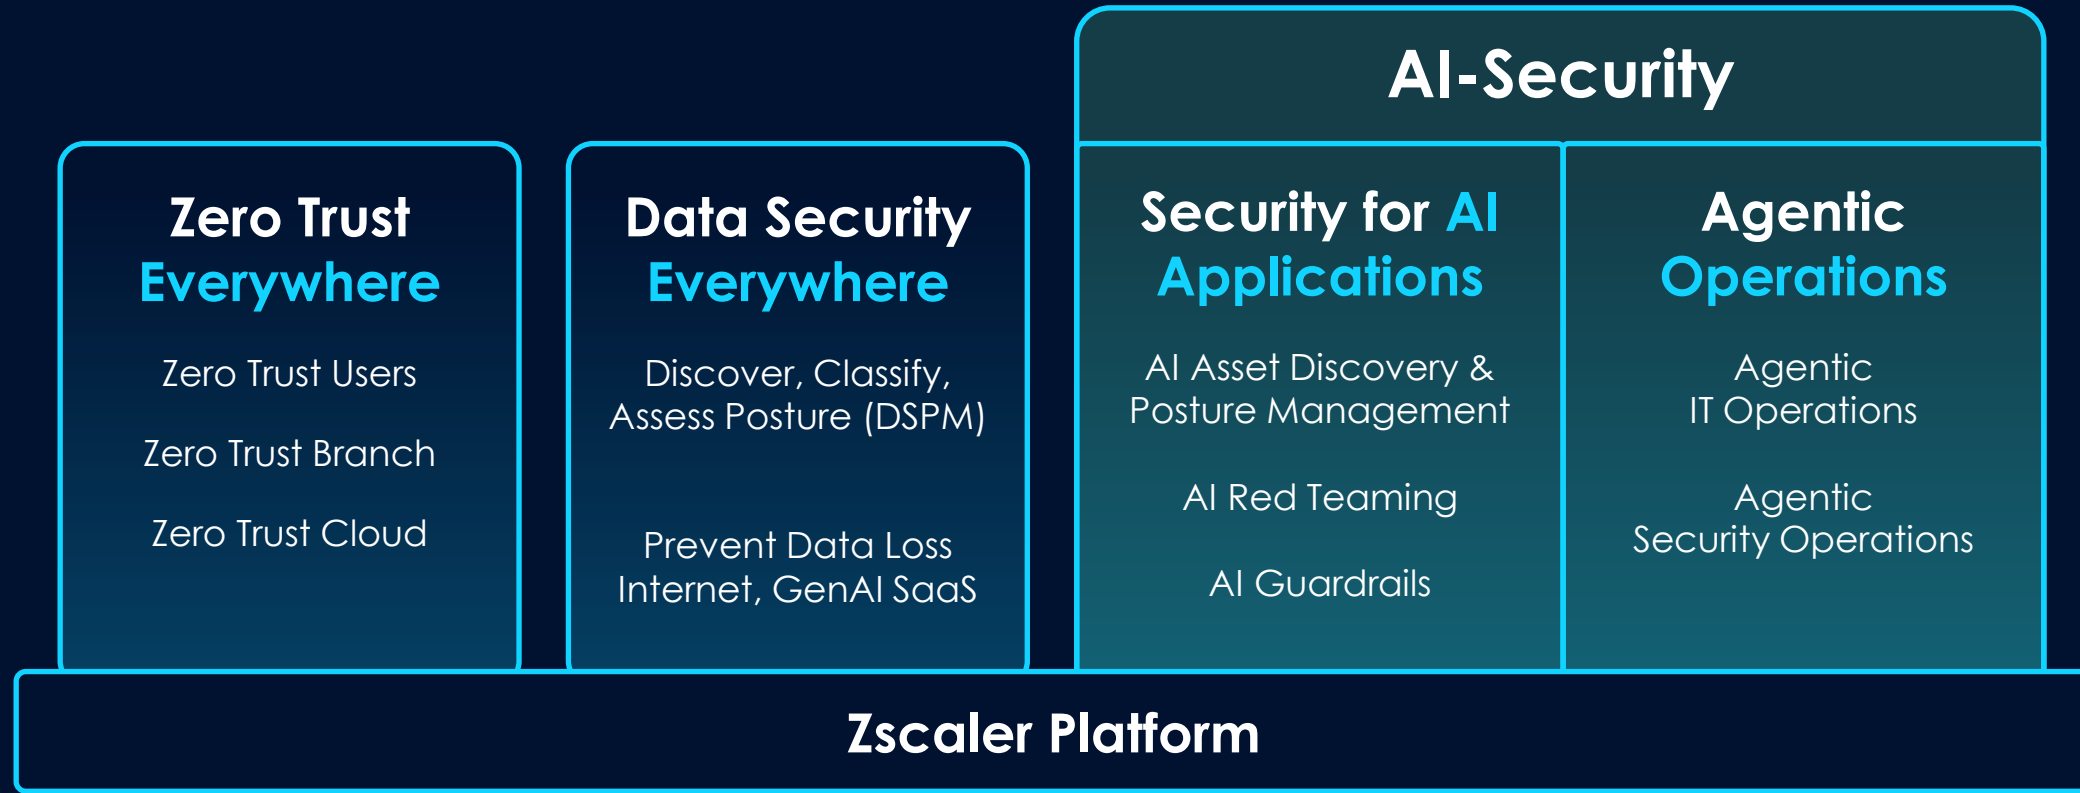 AI-Security
Zero Trust
Everywhere
Zero Trust Users
Zero Trust Branch
Zero Trust Cloud
Data Security
Everywhere
Discover, Classify,
Assess Posture (DSPM)
Prevent Data Loss
Internet, GenAI SaaS
Security for AI
Applications
AI Asset Discovery &
Posture Management
AI Red Teaming
AI Guardrails
Agentic
Operations
Agentic
IT Operations
Agentic
Security Operations
Zscaler Platform